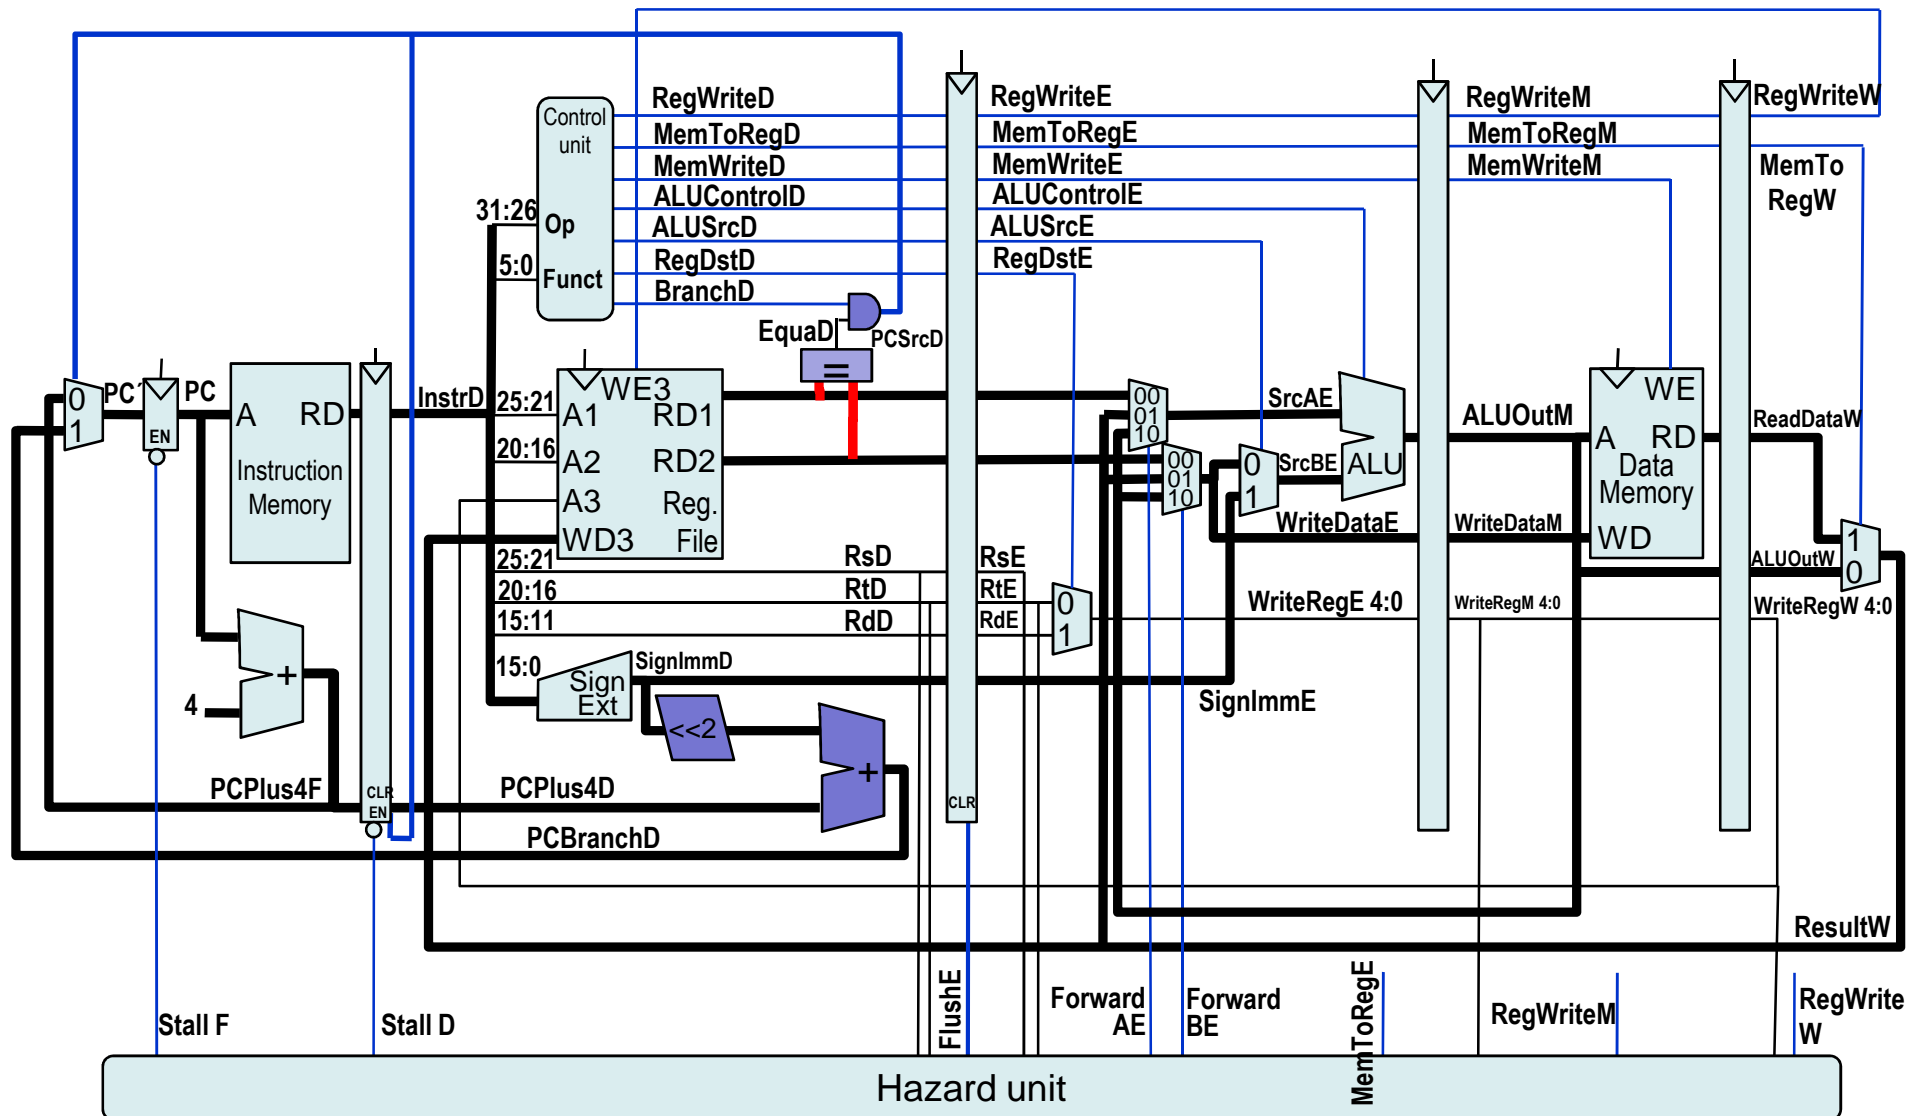 RegWriteD
RegWriteE
RegWriteM
RegWriteW
Control
unit
MemToRegD
MemToRegE
MemToRegM
MemWriteD
MemWriteE
MemWriteM
MemTo
RegW
ALUControlD
ALUControlE
31:26
Op
ALUSrcD
ALUSrcE
RegDstD
RegDstE
5:0
Funct
BranchD
EquaD
PCSrcD
=
0
1
PC´
EN
PC
A
RD
Instruction
Memory
InstrD
25:21
20:16
WE3
A1
RD1
A2
RD2
A3
Reg.
WD3
File
00
01
10
00
01
10
SrcAE
0
1
SrcBE
ALU
ALUOutM
WE
A
RD
Data
Memory
WD
ReadDataW
WriteDataE
WriteDataM
1
0
ALUOutW
25:21
RsD
RsE
20:16
RtD
RtE
15:11
RdD
RdE
0
1
WriteRegE 4:0
WriteRegM 4:0
WriteRegW 4:0
15:0
Sign
Ext
SignImmD
SignImmE
+
4
<<2
+
PCPlus4F
CLR
EN
PCPlus4D
CLR
PCBranchD
ResultW
Stall F
Stall D
FlushE
Forward
AE
Forward
BE
MemToRegE
RegWriteM
RegWrite
W
Hazard unit